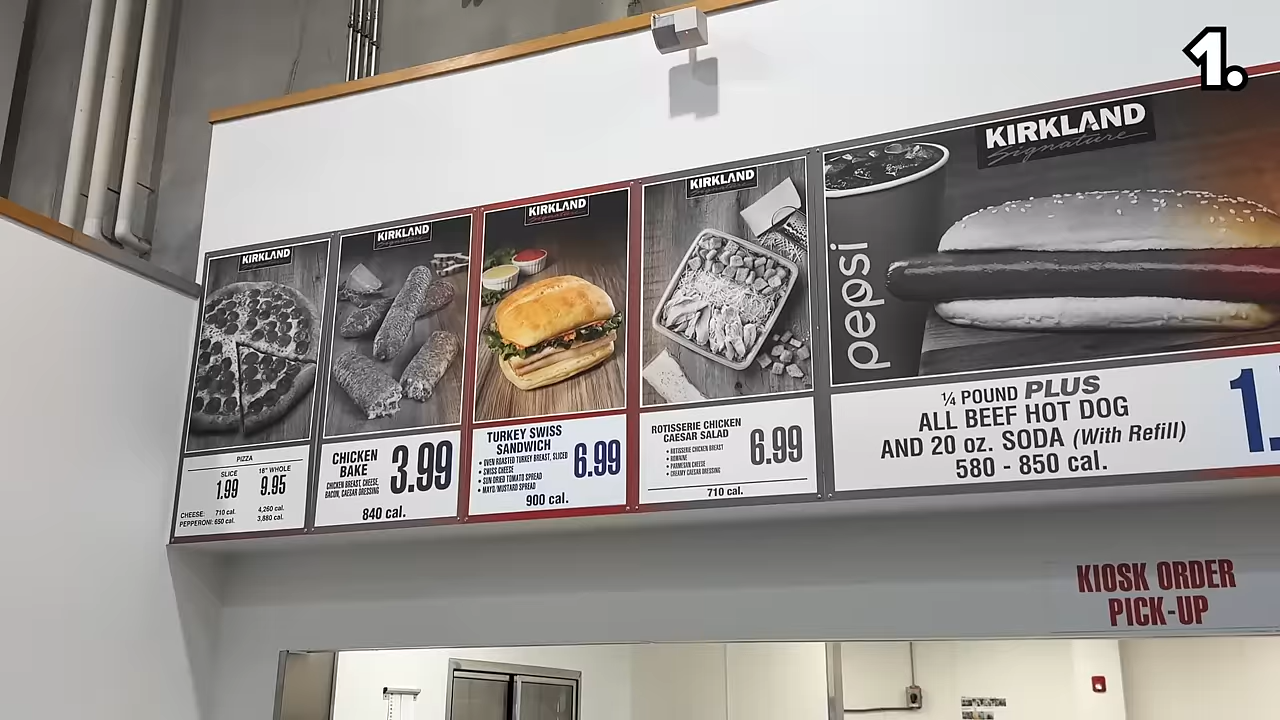 1.
KIRKLAND
Signature
PIZZA
SLICE
1.99
18" WHOLE
9.95
CHEESE: 710 cal. 4,260 cal.
PEPPERONI: 650 cal. 3,880 cal.
KIRKLAND
Signature
CHICKEN
BAKE
CHICKEN BREAST, CHEESE,
BACON, CAESAR DRESSING
3.99
840 cal.
KIRKLAND
Signature
TURKEY SWISS
SANDWICH
• OVEN ROASTED TURKEY BREAST, SLICED
• SWISS CHEESE
• SUN DRIED TOMATO SPREAD
• MAYO/MUSTARD SPREAD
6.99
900 cal.
KIRKLAND
Signature
ROTISSERIE CHICKEN
CAESAR SALAD
• ROTISSERIE CHICKEN BREAST
• ROMAINE
• PARMESAN CHEESE
• CREAMY CAESAR DRESSING
6.99
710 cal.
KIRKLAND
Signature
pepsi
¼ POUND PLUS
ALL BEEF HOT DOG
AND 20 oz. SODA (With Refill)
580 - 850 cal.
1.
KIOSK ORDER
PICK-UP